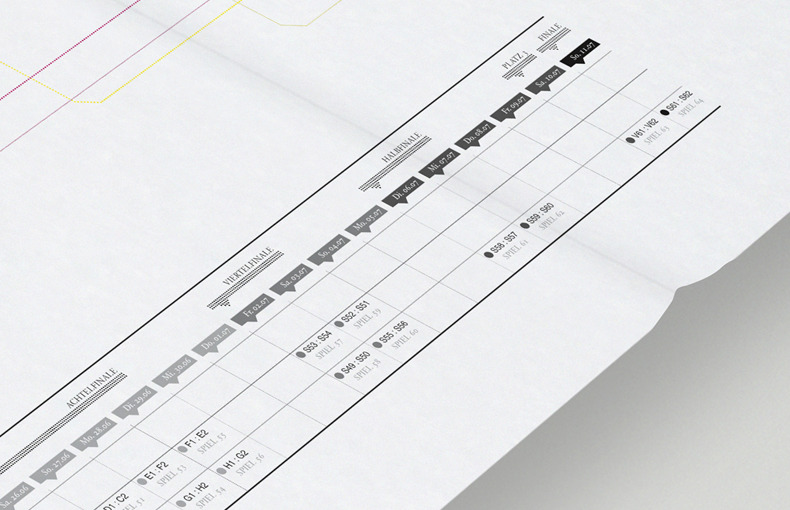 ACHTELFINALE
VIERTELFINALE
HALBFINALE
PLATZ 3
FINALE
Sa. 26.06
So. 27.06
Mo. 28.06
Di. 29.06
Mi. 30.06
Do. 01.07
Fr. 02.07
Sa. 03.07
So. 04.07
Mo. 05.07
Di. 06.07
Mi. 07.07
Do. 08.07
Fr. 09.07
Sa. 10.07
So. 11.07
D1 : C2
E1 : F2
SPIEL 53
F1 : E2
SPIEL 55
G1 : H2
SPIEL 54
H1 : G2
SPIEL 56
S53 : S54
SPIEL 57
S52 : S51
SPIEL 59
S49 : S50
SPIEL 58
S55 : S56
SPIEL 60
S58 : S57
SPIEL 61
S59 : S60
SPIEL 62
V61 : V62
SPIEL 63
S61 : S62
SPIEL 64